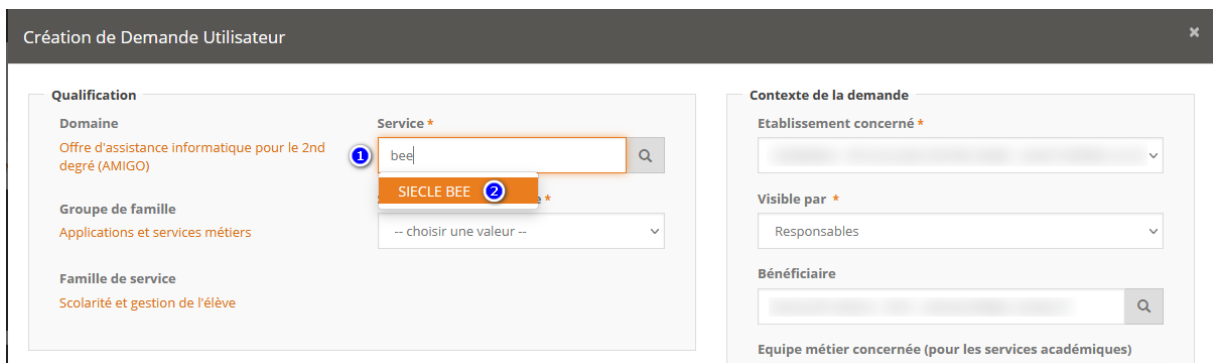 Création de Demande Utilisateur
×
Qualification
Domaine
Offre d'assistance informatique pour le 2nd
degré (AMIGO)
Groupe de famille
Applications et services métiers
Famille de service
Scolarité et gestion de l'élève
Service *
1
bee
SIECLE BEE 2
*
-- choisir une valeur --
Contexte de la demande
Etablissement concerné *
Visible par *
Responsables
Bénéficiaire
Equipe métier concernée (pour les services académiques)